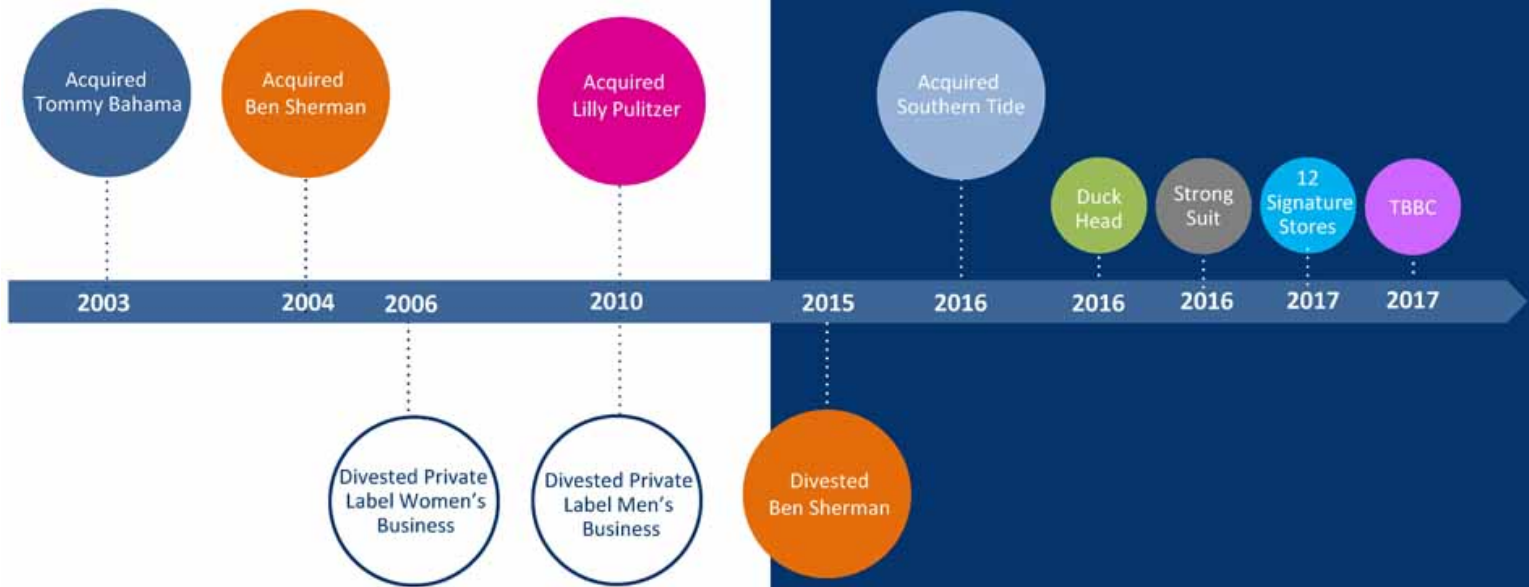 Acquired
Tommy Bahama
Acquired
Ben Sherman
Acquired
Lilly Pulitzer
Acquired
Southern Tide
Duck
Head
Strong
Suit
12
Signature
Stores
TBBC
2003
2004
2006
2010
2015
2016
2016
2016
2017
2017
Divested Private
Label Women's
Business
Divested Private
Label Men's
Business
Divested
Ben Sherman